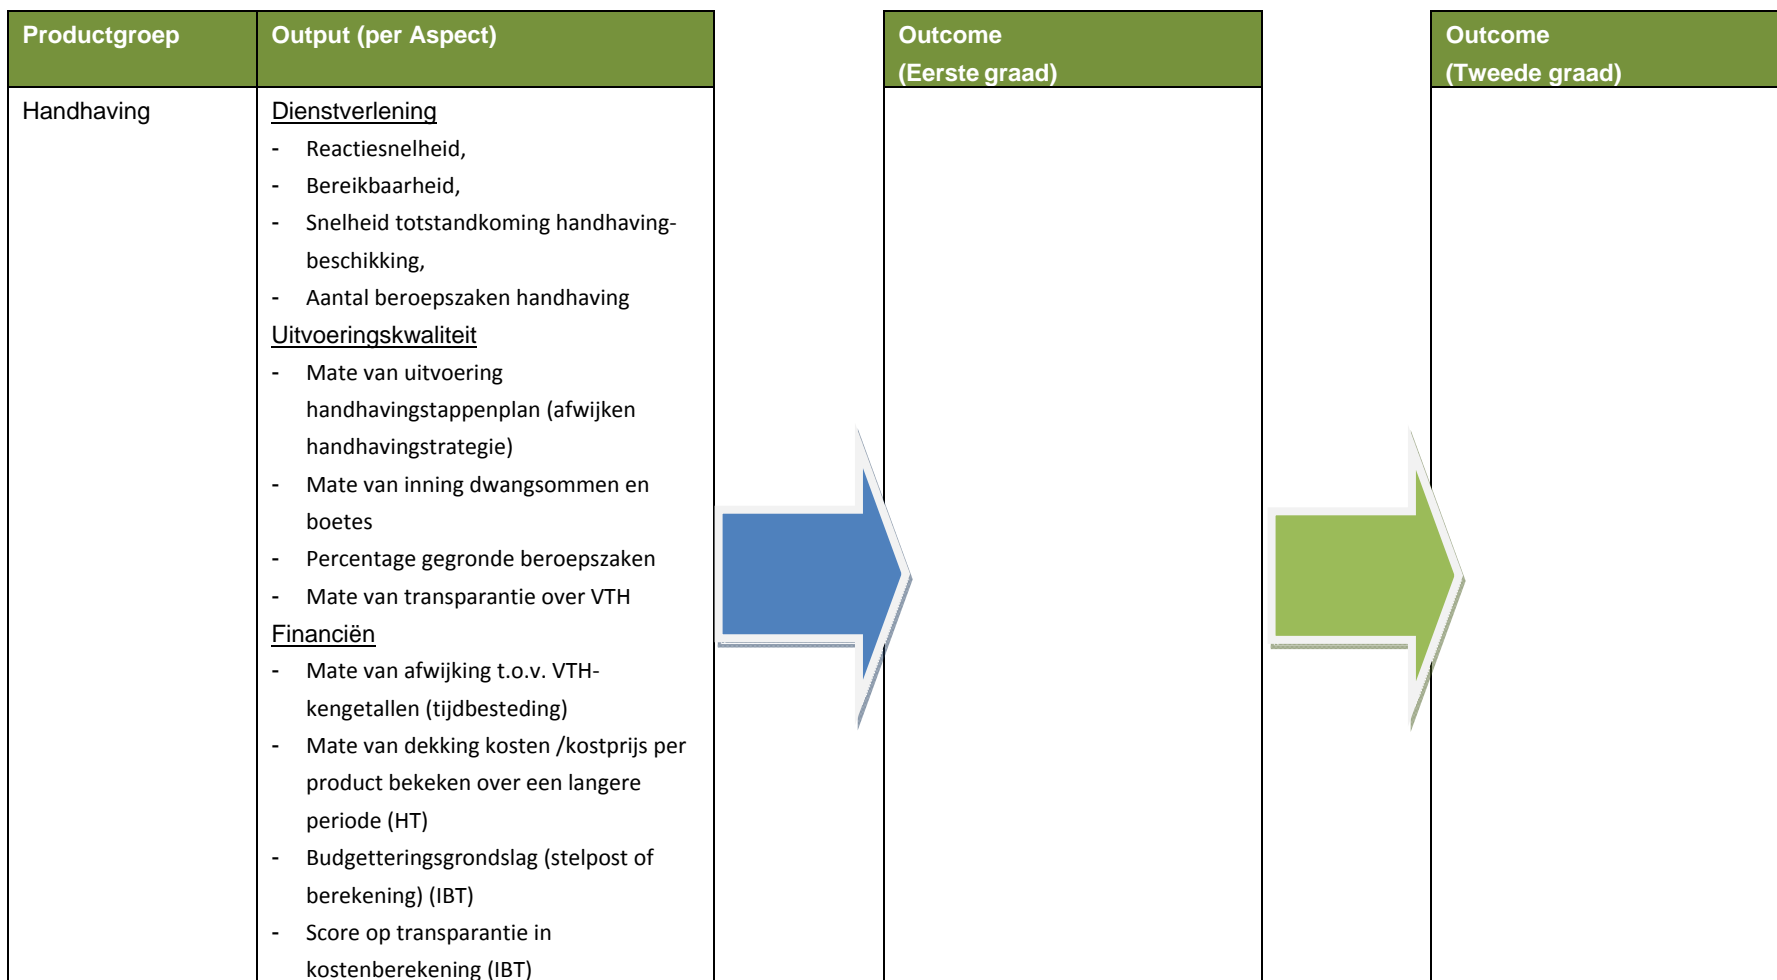 Productgroep
Output (per Aspect)
Outcome
(Eerste graad)
Outcome
(Tweede graad)
Handhaving
Dienstverlening
- Reactiesnelheid,
- Bereikbaarheid,
- Snelheid totstandkoming handhaving-
beschikking,
- Aantal beroepszaken handhaving
Uitvoeringskwaliteit
- Mate van uitvoering
handhavingstappenplan (afwijken
handhavingstrategie)
- Mate van inning dwangsommen en
boetes
- Percentage gegronde beroepszaken
- Mate van transparantie over VTH
Financiën
- Mate van afwijking t.o.v. VTH-
kengetallen (tijdbesteding)
- Mate van dekking kosten /kostprijs per
product bekeken over een langere
periode (HT)
- Budgetteringsgrondslag (stelpost of
berekening) (IBT)
- Score op transparantie in
kostenberekening (IBT)